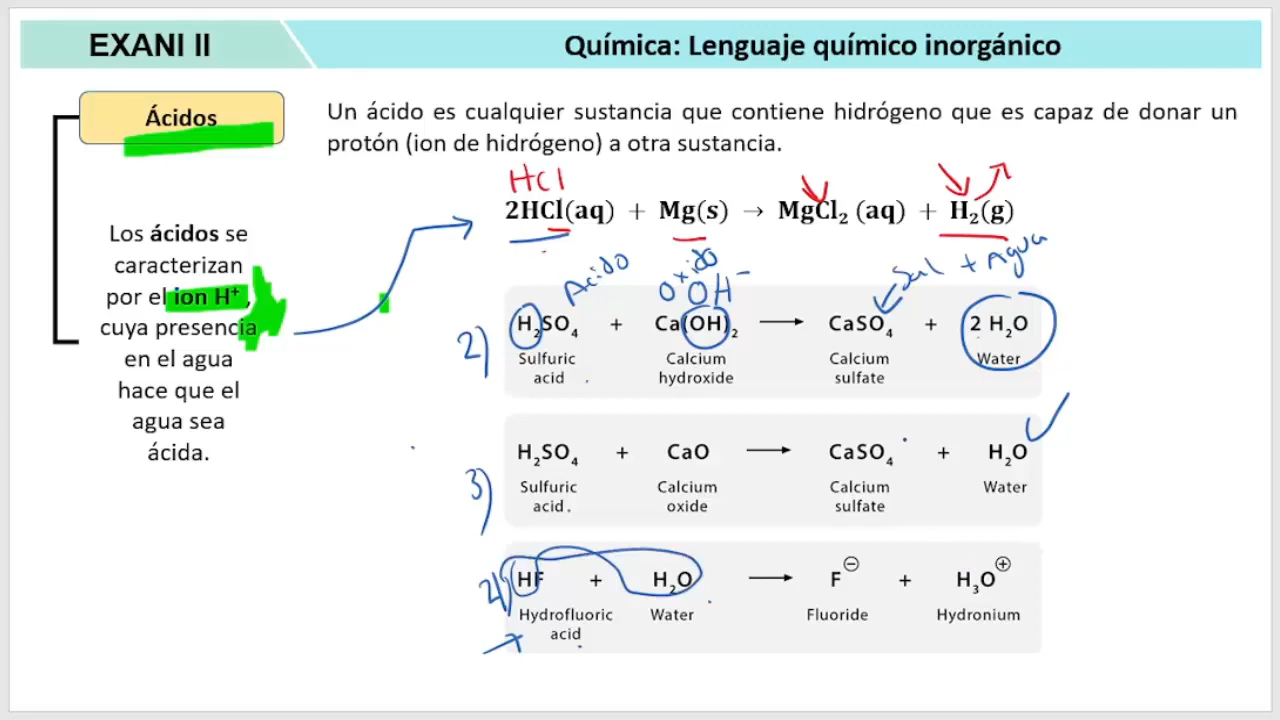 EXANI II
Química: Lenguaje químico inorgánico
Ácidos
Un ácido es cualquier sustancia que contiene hidrógeno que es capaz de donar un
protón (ion de hidrógeno) a otra sustancia.
Los ácidos se
caracterizan
por el ion H⁺,
cuya presencia
en el agua
hace que el
agua sea
ácida.
HCl
2HCl(aq) + Mg(s) → MgCl₂ (aq) + H₂(g)
Acido Oxido Sal + Agua
OH⁻
2) H₂SO₄ + Ca(OH)₂ → CaSO₄ + 2 H₂O
Sulfuric Calcium Calcium Water
acid hydroxide sulfate
3) H₂SO₄ + CaO → CaSO₄ + H₂O
Sulfuric Calcium Calcium Water
acid. oxide sulfate
4) HF + H₂O → F⊖ + H₃O⊕
Hydrofluoric Water Fluoride Hydronium
acid